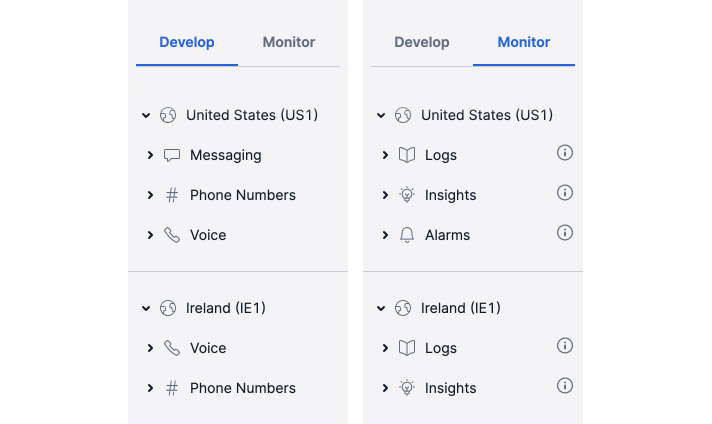 Develop Monitor
United States (US1)
Messaging
# Phone Numbers
Voice
Ireland (IE1)
Voice
# Phone Numbers
Develop Monitor
United States (US1)
Logs
Insights
Alarms
Ireland (IE1)
Logs
Insights